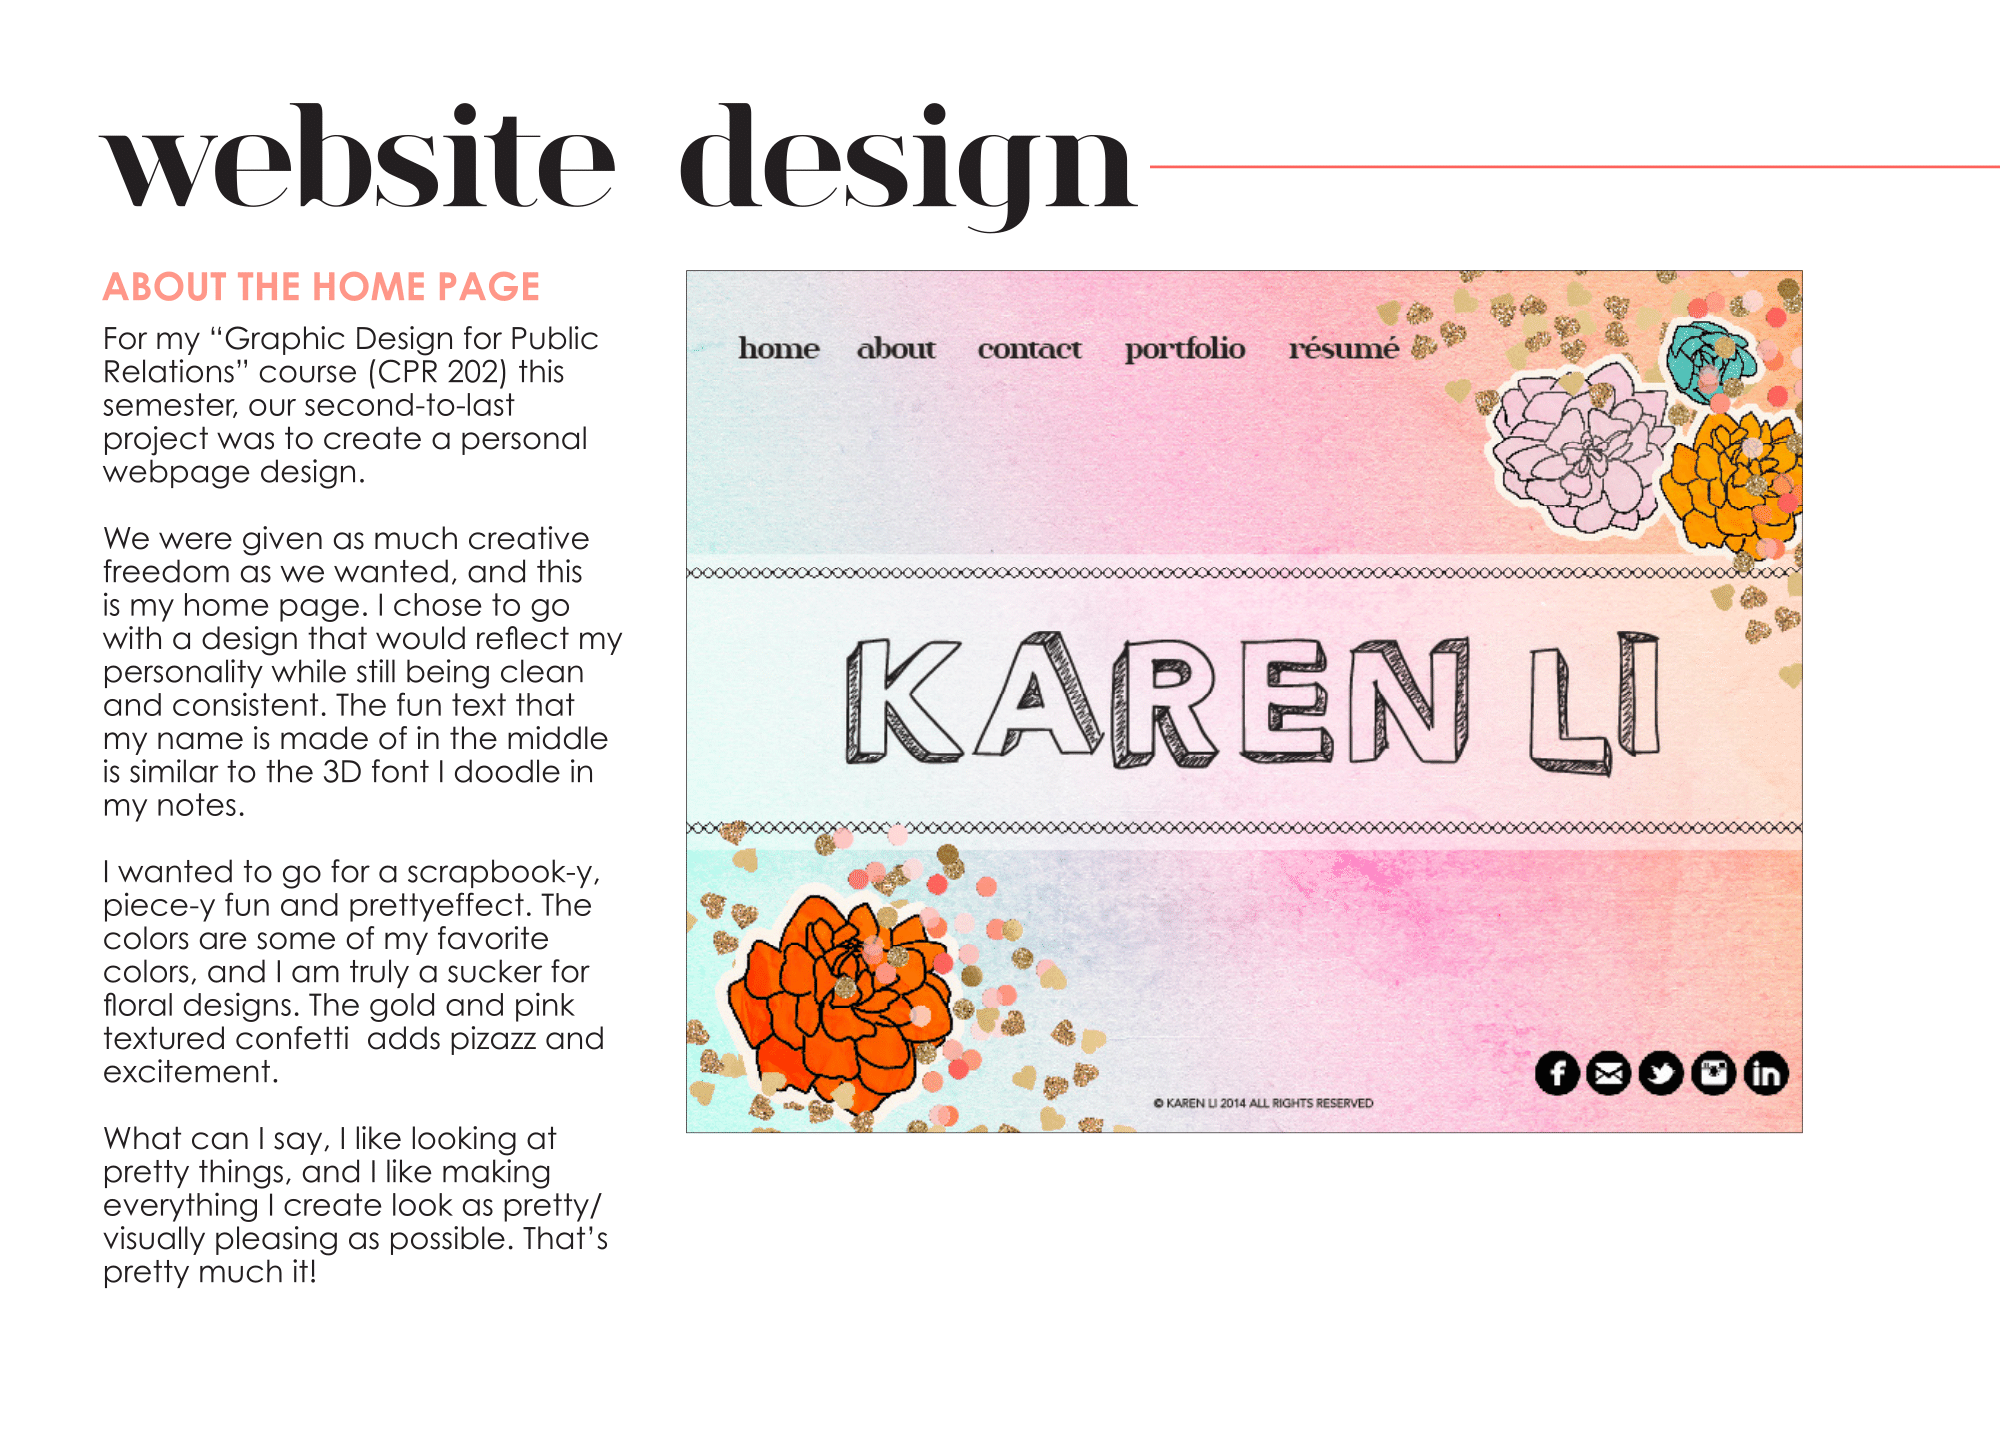 website design
ABOUT THE HOME PAGE
For my “Graphic Design for Public
Relations” course (CPR 202) this
semester, our second-to-last
project was to create a personal
webpage design.
We were given as much creative
freedom as we wanted, and this
is my home page. I chose to go
with a design that would reflect my
personality while still being clean
and consistent. The fun text that
my name is made of in the middle
is similar to the 3D font I doodle in
my notes.
I wanted to go for a scrapbook-y,
piece-y fun and prettyeffect. The
colors are some of my favorite
colors, and I am truly a sucker for
floral designs. The gold and pink
textured confetti  adds pizazz and
excitement.
What can I say, I like looking at
pretty things, and I like making
everything I create look as pretty/
visually pleasing as possible. That’s
pretty much it!
home about contact portfolio résumé
KAREN LI
© KAREN LI 2014 ALL RIGHTS RESERVED